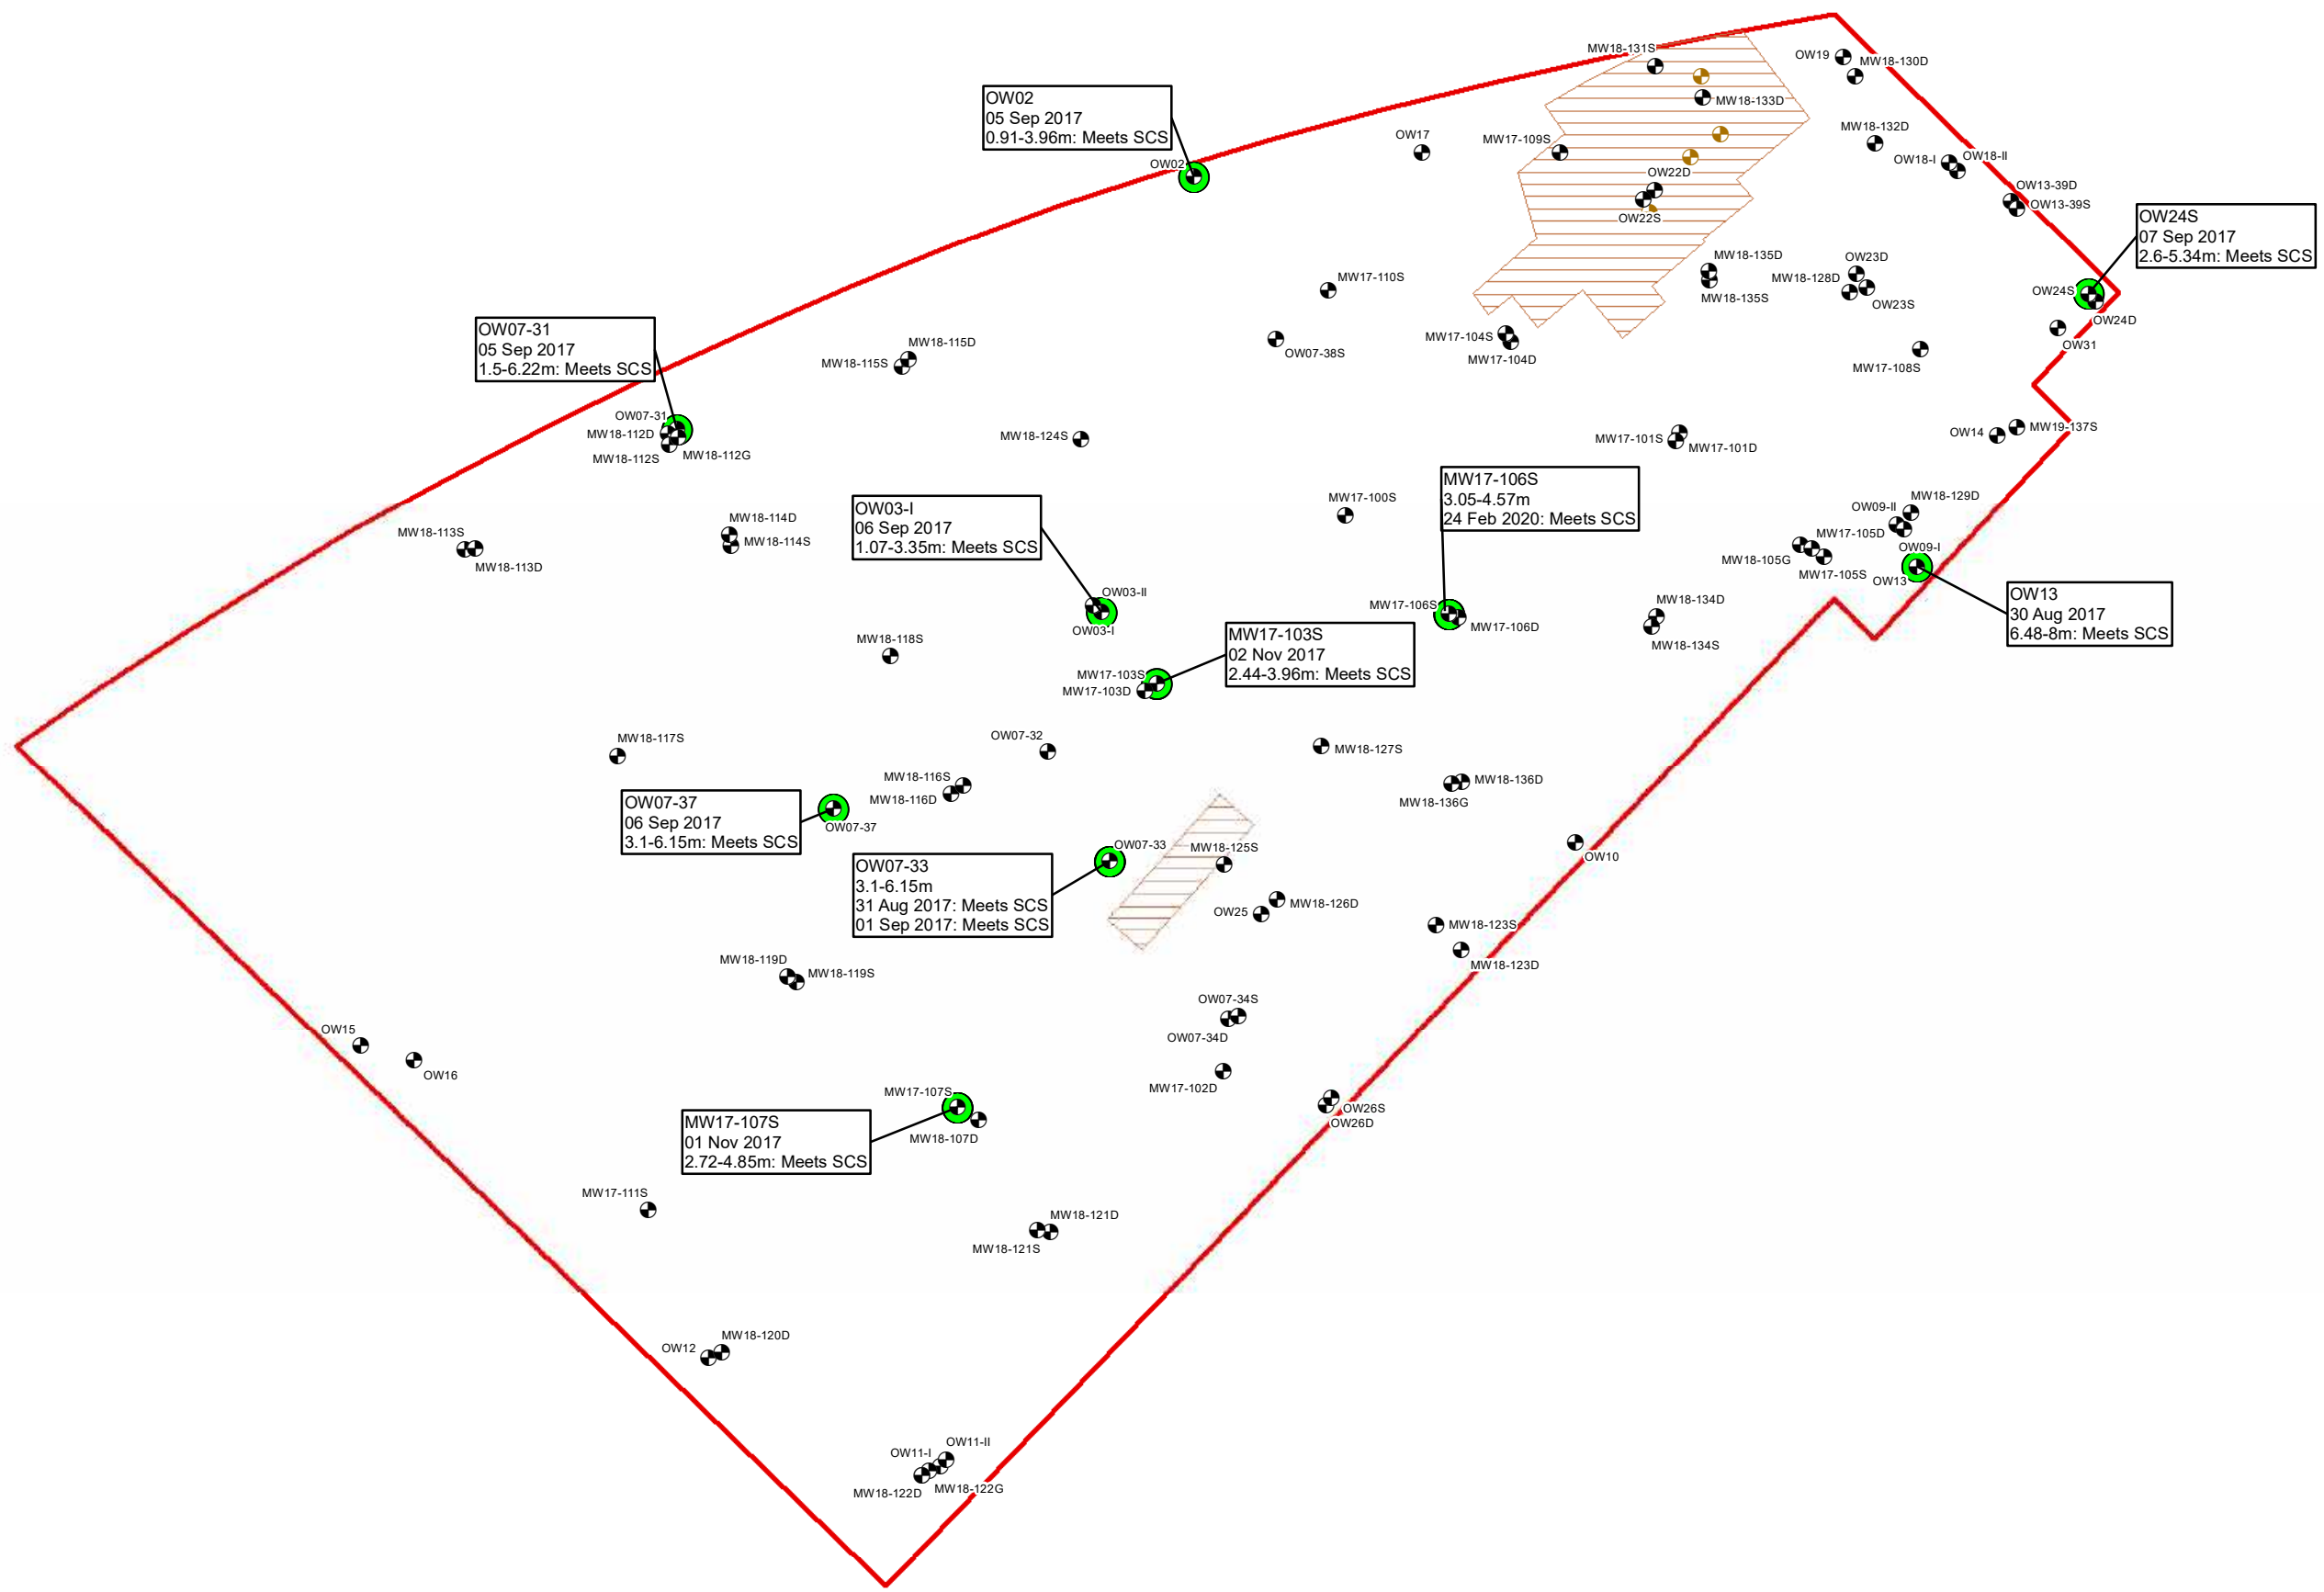 MW18-131S
OW19
MW18-130D
OW02
05 Sep 2017
0.91-3.96m: Meets SCS
MW18-133D
OW17
MW17-109S
MW18-132D
OW02
OW18-I
OW18-II
OW22D
OW13-39D
OW13-39S
OW22S
OW24S
07 Sep 2017
2.6-5.34m: Meets SCS
MW18-135D
OW23D
MW17-110S
MW18-128D
OW24S
MW18-135S
OW23S
OW24D
OW07-31
05 Sep 2017
1.5-6.22m: Meets SCS
MW18-115D
MW17-104S
OW31
MW18-115S
OW07-38S
MW17-104D
MW17-108S
OW07-31
MW18-112D
MW18-124S
MW17-101S
OW14
MW19-137S
MW18-112S
MW18-112G
MW17-101D
MW17-106S
3.05-4.57m
24 Feb 2020: Meets SCS
OW03-I
06 Sep 2017
1.07-3.35m: Meets SCS
MW17-100S
MW18-129D
OW09-II
MW18-114D
MW18-113S
MW18-114S
MW17-105D
OW09-I
MW18-113D
MW18-105G
MW17-105S
OW13
OW13
30 Aug 2017
6.48-8m: Meets SCS
OW03-II
MW17-106S
MW18-134D
OW03-I
MW17-106D
MW18-118S
MW18-134S
MW17-103S
02 Nov 2017
2.44-3.96m: Meets SCS
MW17-103S
MW17-103D
MW18-117S
OW07-32
MW18-127S
MW18-116S
MW18-116D
MW18-136D
MW18-136G
OW07-37
06 Sep 2017
3.1-6.15m: Meets SCS
OW07-37
OW07-33
MW18-125S
OW10
OW07-33
3.1-6.15m
31 Aug 2017: Meets SCS
01 Sep 2017: Meets SCS
OW25
MW18-126D
MW18-123S
MW18-119D
MW18-119S
MW18-123D
OW07-34S
OW15
OW07-34D
OW16
MW17-102D
MW17-107S
OW26S
OW26D
MW17-107S
01 Nov 2017
2.72-4.85m: Meets SCS
MW18-107D
MW17-111S
MW18-121D
MW18-121S
MW18-120D
OW12
OW11-II
OW11-I
MW18-122D
MW18-122G